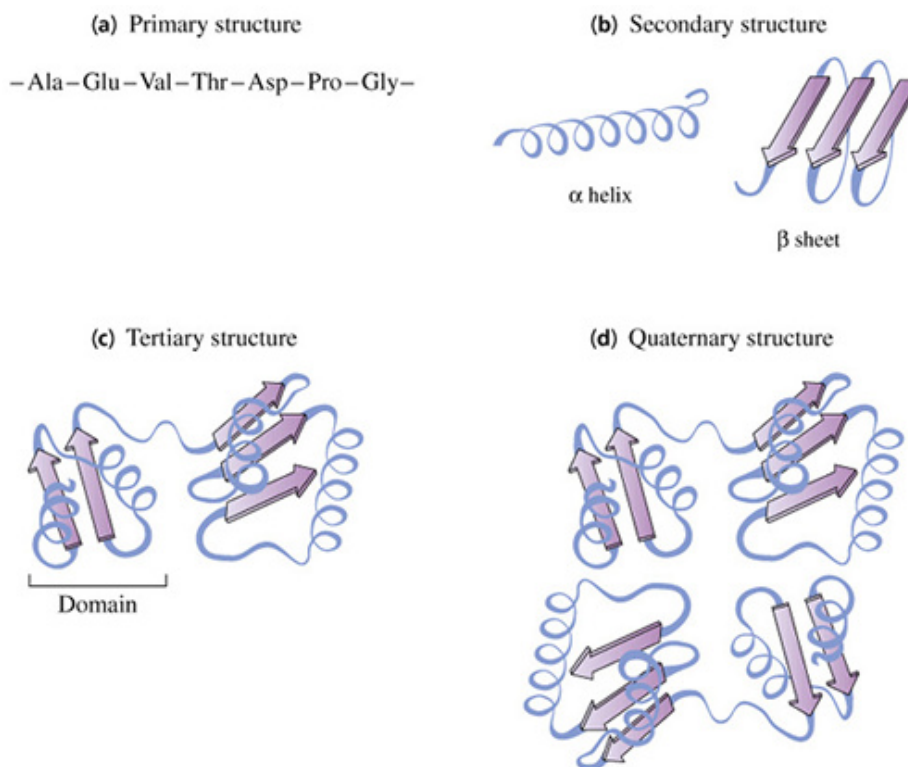 (a) Primary structure
–Ala–Glu–Val–Thr–Asp–Pro–Gly–
(b) Secondary structure
α helix
β sheet
(c) Tertiary structure
Domain
(d) Quaternary structure